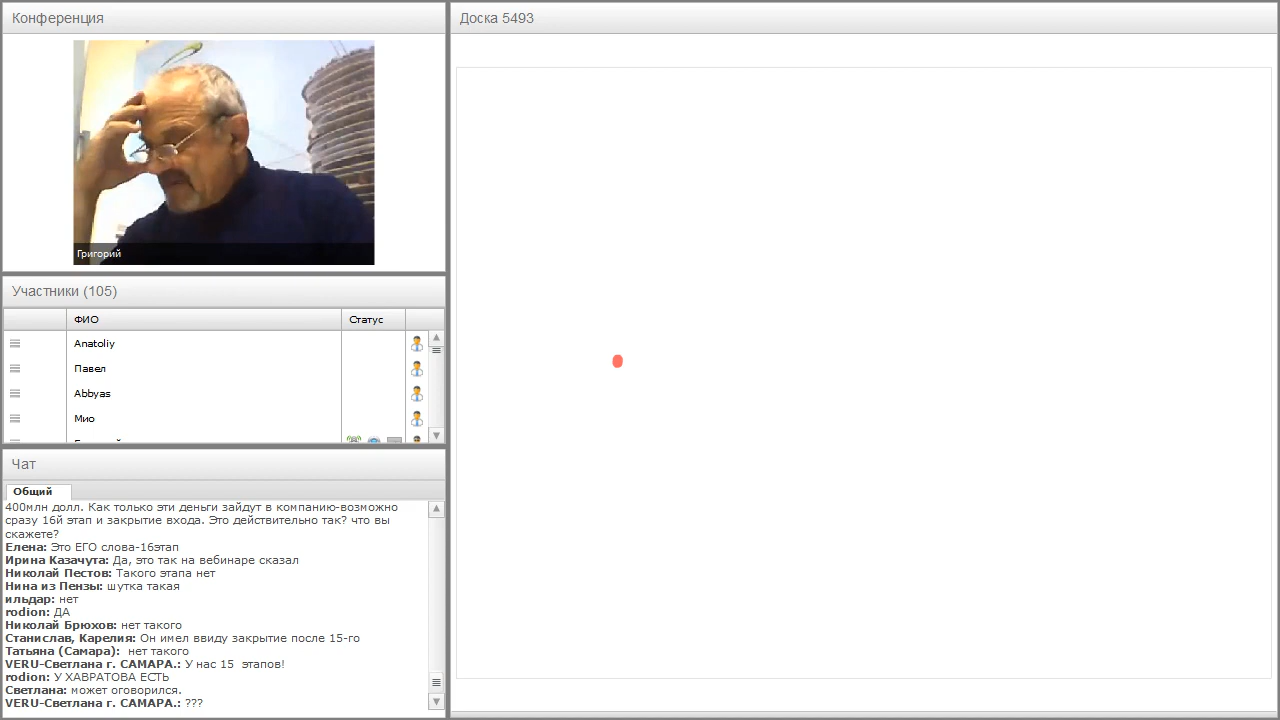 Конференция
Григорий
Участники (105)
ФИО Статус
Anatoliy
Павел
Abbyas
Мио
Чат
Общий
400млн долл. Как только эти деньги зайдут в компанию-возможно
сразу 16й этап и закрытие входа. Это действительно так? что вы
скажете?
Елена: Это ЕГО слова-16этап
Ирина Казачута: Да, это так на вебинаре сказал
Николай Пестов: Такого этапа нет
Нина из Пензы: шутка такая
ильдар: нет
rodion: ДА
Николай Брюхов: нет такого
Станислав, Карелия: Он имел ввиду закрытие после 15-го
Татьяна (Самара): нет такого
VERU-Светлана г. САМАРА.: У нас 15 этапов!
rodion: У ХАВРАТОВА ЕСТЬ
Светлана: может оговорился.
VERU-Светлана г. САМАРА.: ???
Доска 5493